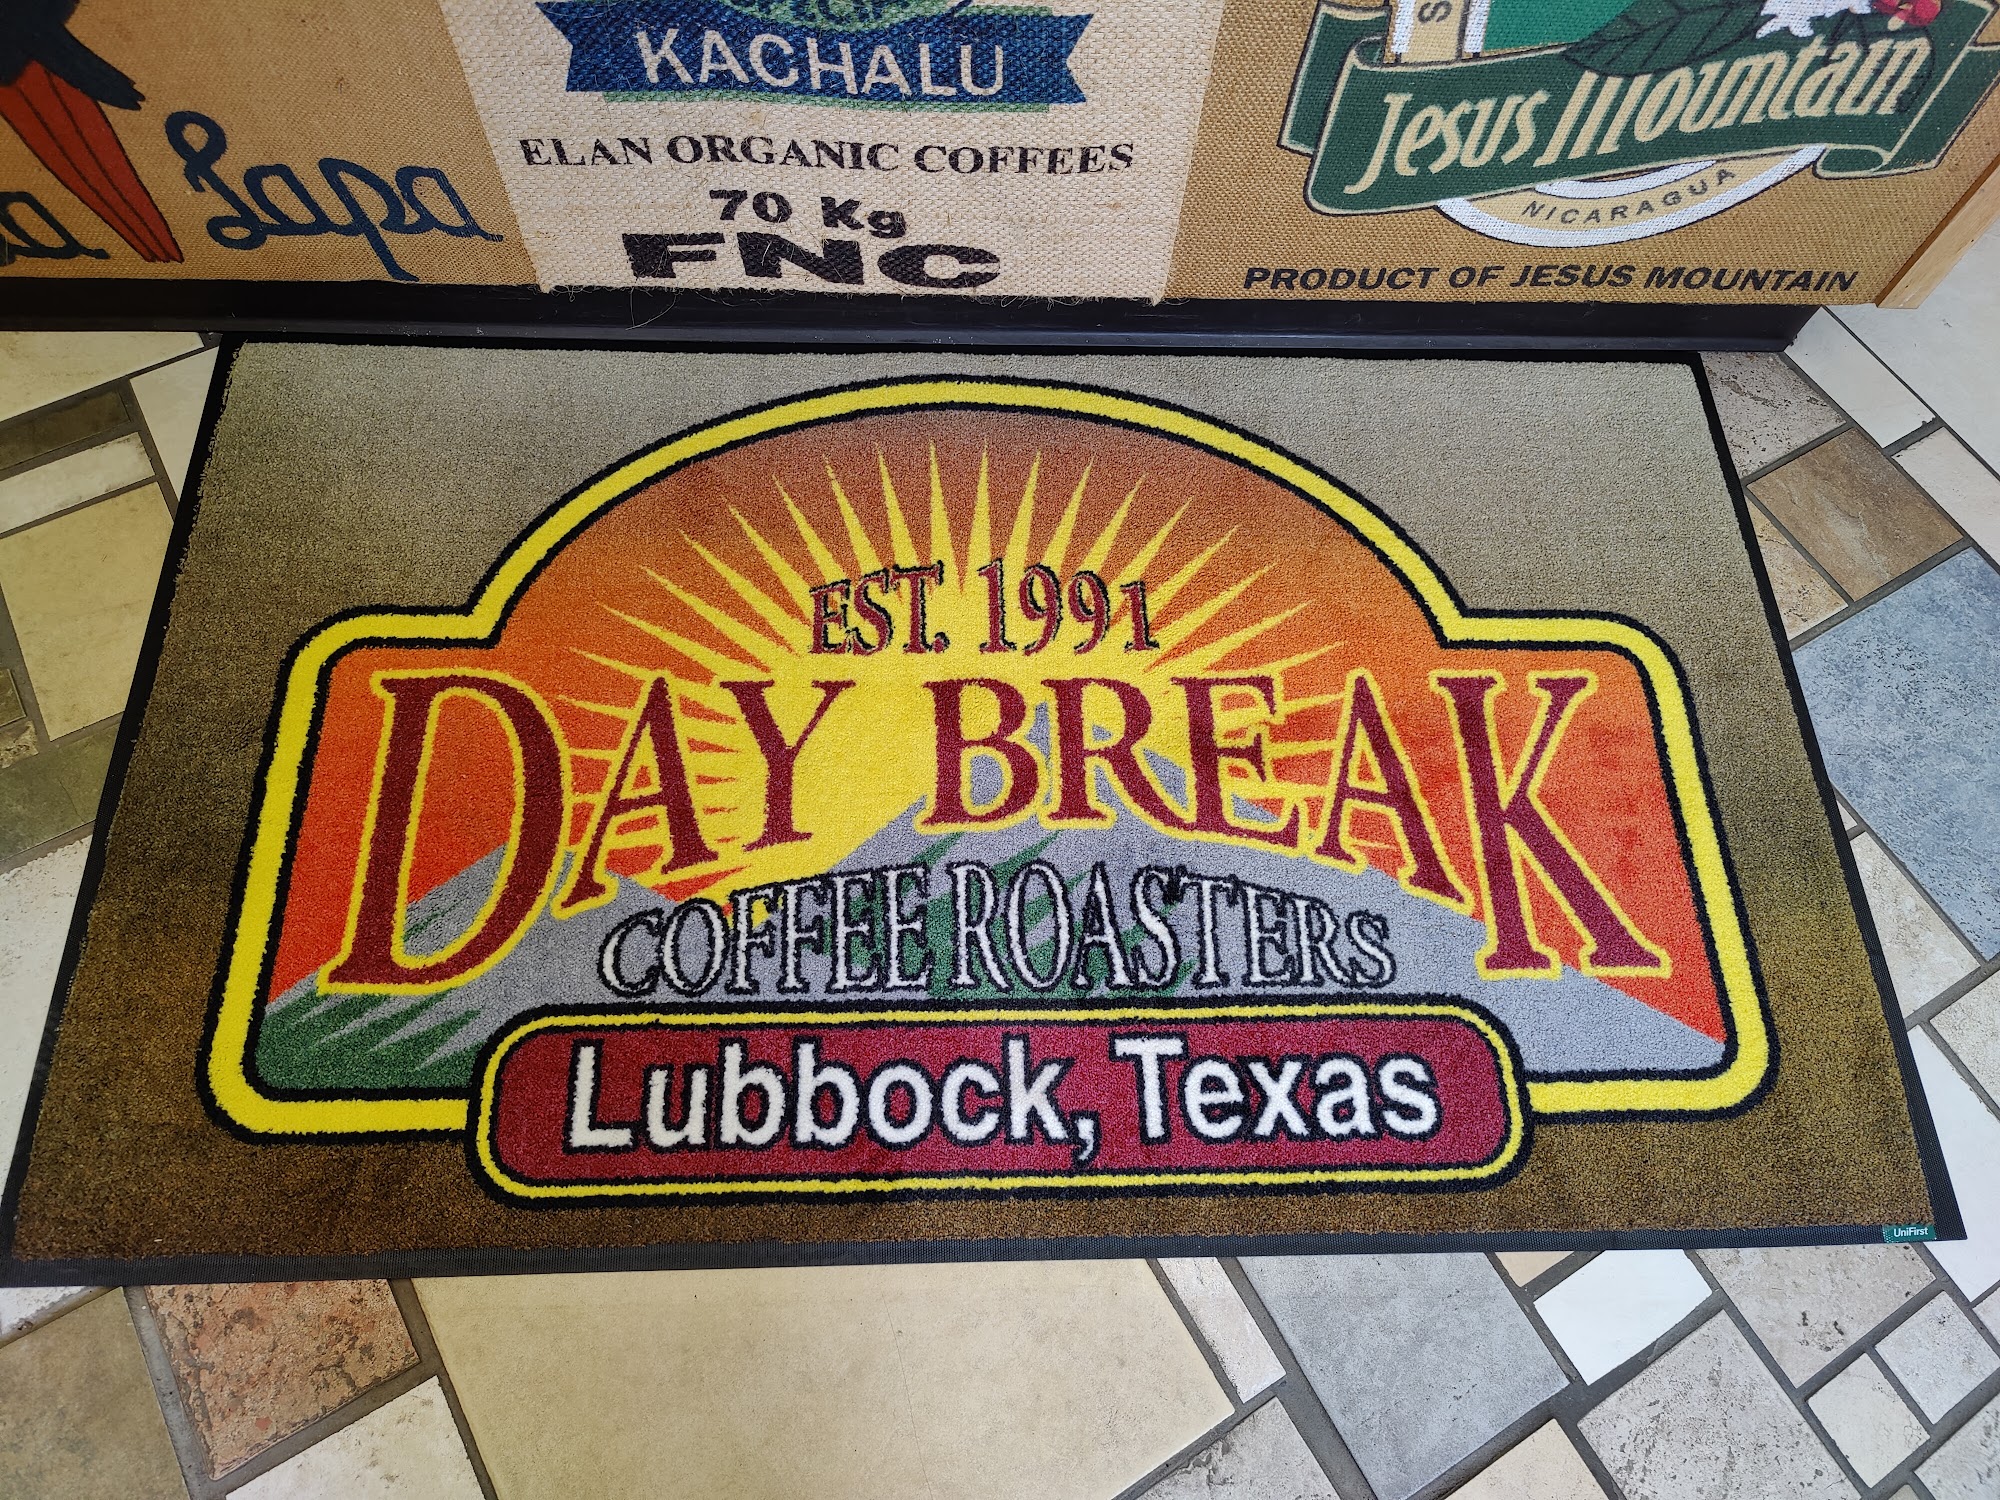 Lapa
KACHALU
ELAN ORGANIC COFFEES
70 Kg
FNC
Jesus Mountain
NICARAGUA
PRODUCT OF JESUS MOUNTAIN
EST. 1991
DAY BREAK
COFFEE ROASTERS
Lubbock, Texas
UniFirst